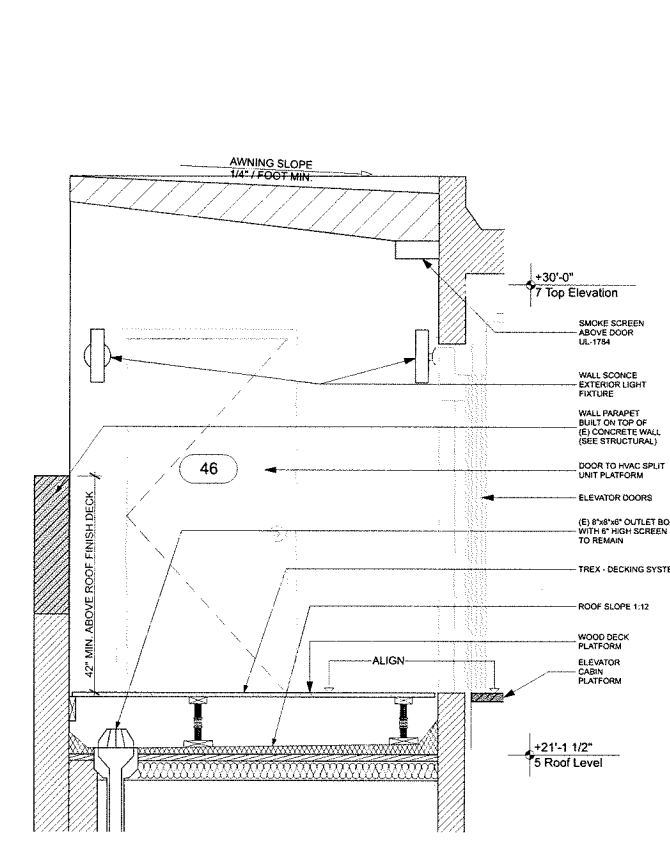 AWNING SLOPE
1/4" / FOOT MIN.
+30'-0"
7 Top Elevation
SMOKE SCREEN
ABOVE DOOR
UL-1784
WALL SCONCE
EXTERIOR LIGHT
FIXTURE
WALL PARAPET
BUILT ON TOP OF
(E) CONCRETE WALL
(SEE STRUCTURAL)
46
DOOR TO HVAC SPLIT
UNIT PLATFORM
ELEVATOR DOORS
42" MIN. ABOVE ROOF FINISH DECK
(E) 8"x8"x6" OUTLET BO
WITH 6" HIGH SCREEN
TO REMAIN
TREX - DECKING SYSTE
ROOF SLOPE 1:12
WOOD DECK
PLATFORM
ALIGN
ELEVATOR
CABIN
PLATFORM
+21'-1 1/2"
5 Roof Level